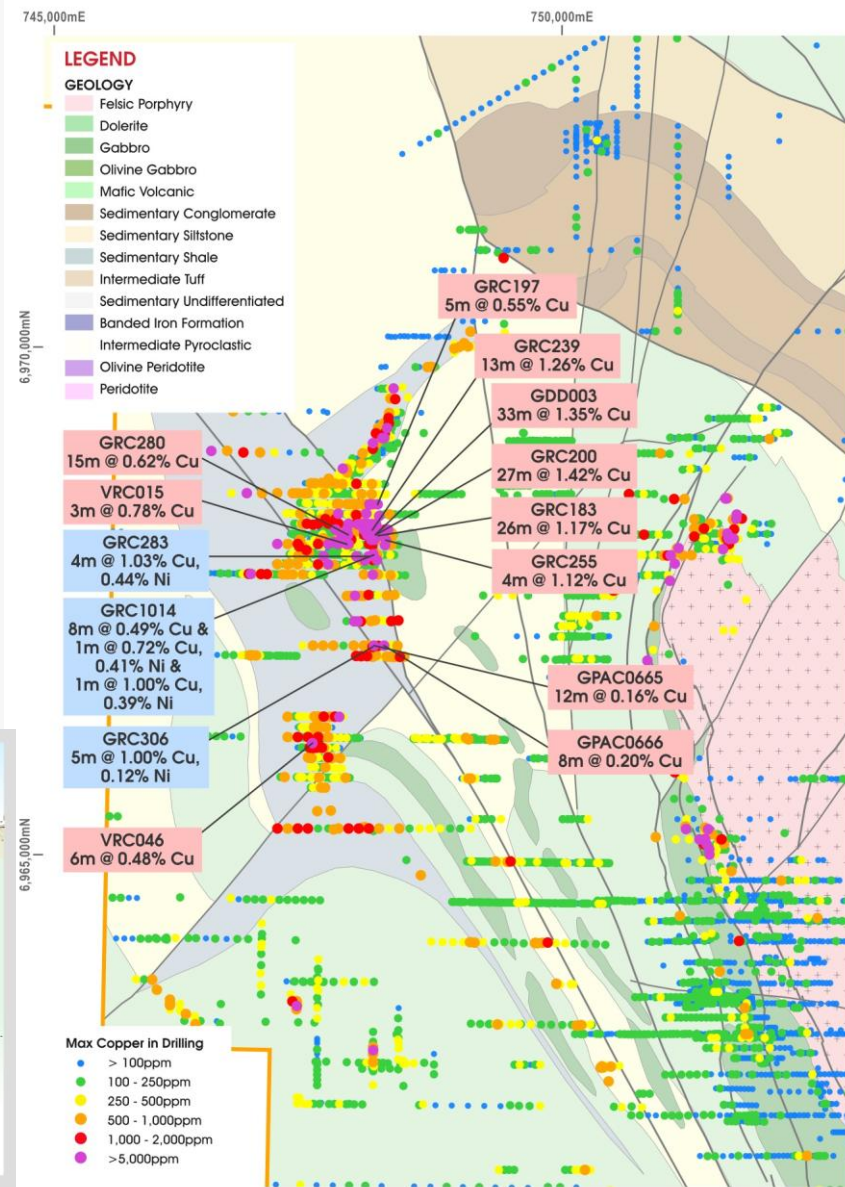 745,000mE
750,000mE
LEGEND
GEOLOGY
Felsic Porphyry
Dolerite
Gabbro
Olivine Gabbro
Mafic Volcanic
Sedimentary Conglomerate
Sedimentary Siltstone
Sedimentary Shale
Intermediate Tuff
Sedimentary Undifferentiated
Banded Iron Formation
Intermediate Pyroclastic
Olivine Peridotite
Peridotite
6,970,000mN
GRC197
5m @ 0.55% Cu
GRC239
13m @ 1.26% Cu
GDD003
33m @ 1.35% Cu
GRC200
27m @ 1.42% Cu
GRC183
26m @ 1.17% Cu
GRC255
4m @ 1.12% Cu
GRC280
15m @ 0.62% Cu
VRC015
3m @ 0.78% Cu
GRC283
4m @ 1.03% Cu,
0.44% Ni
GRC1014
8m @ 0.49% Cu &
1m @ 0.72% Cu,
0.41% Ni &
1m @ 1.00% Cu,
0.39% Ni
GRC306
5m @ 1.00% Cu,
0.12% Ni
GPAC0665
12m @ 0.16% Cu
GPAC0666
8m @ 0.20% Cu
VRC046
6m @ 0.48% Cu
6,965,000mN
Max Copper in Drilling
> 100ppm
100 - 250ppm
250 - 500ppm
500 - 1,000ppm
1,000 - 2,000ppm
>5,000ppm